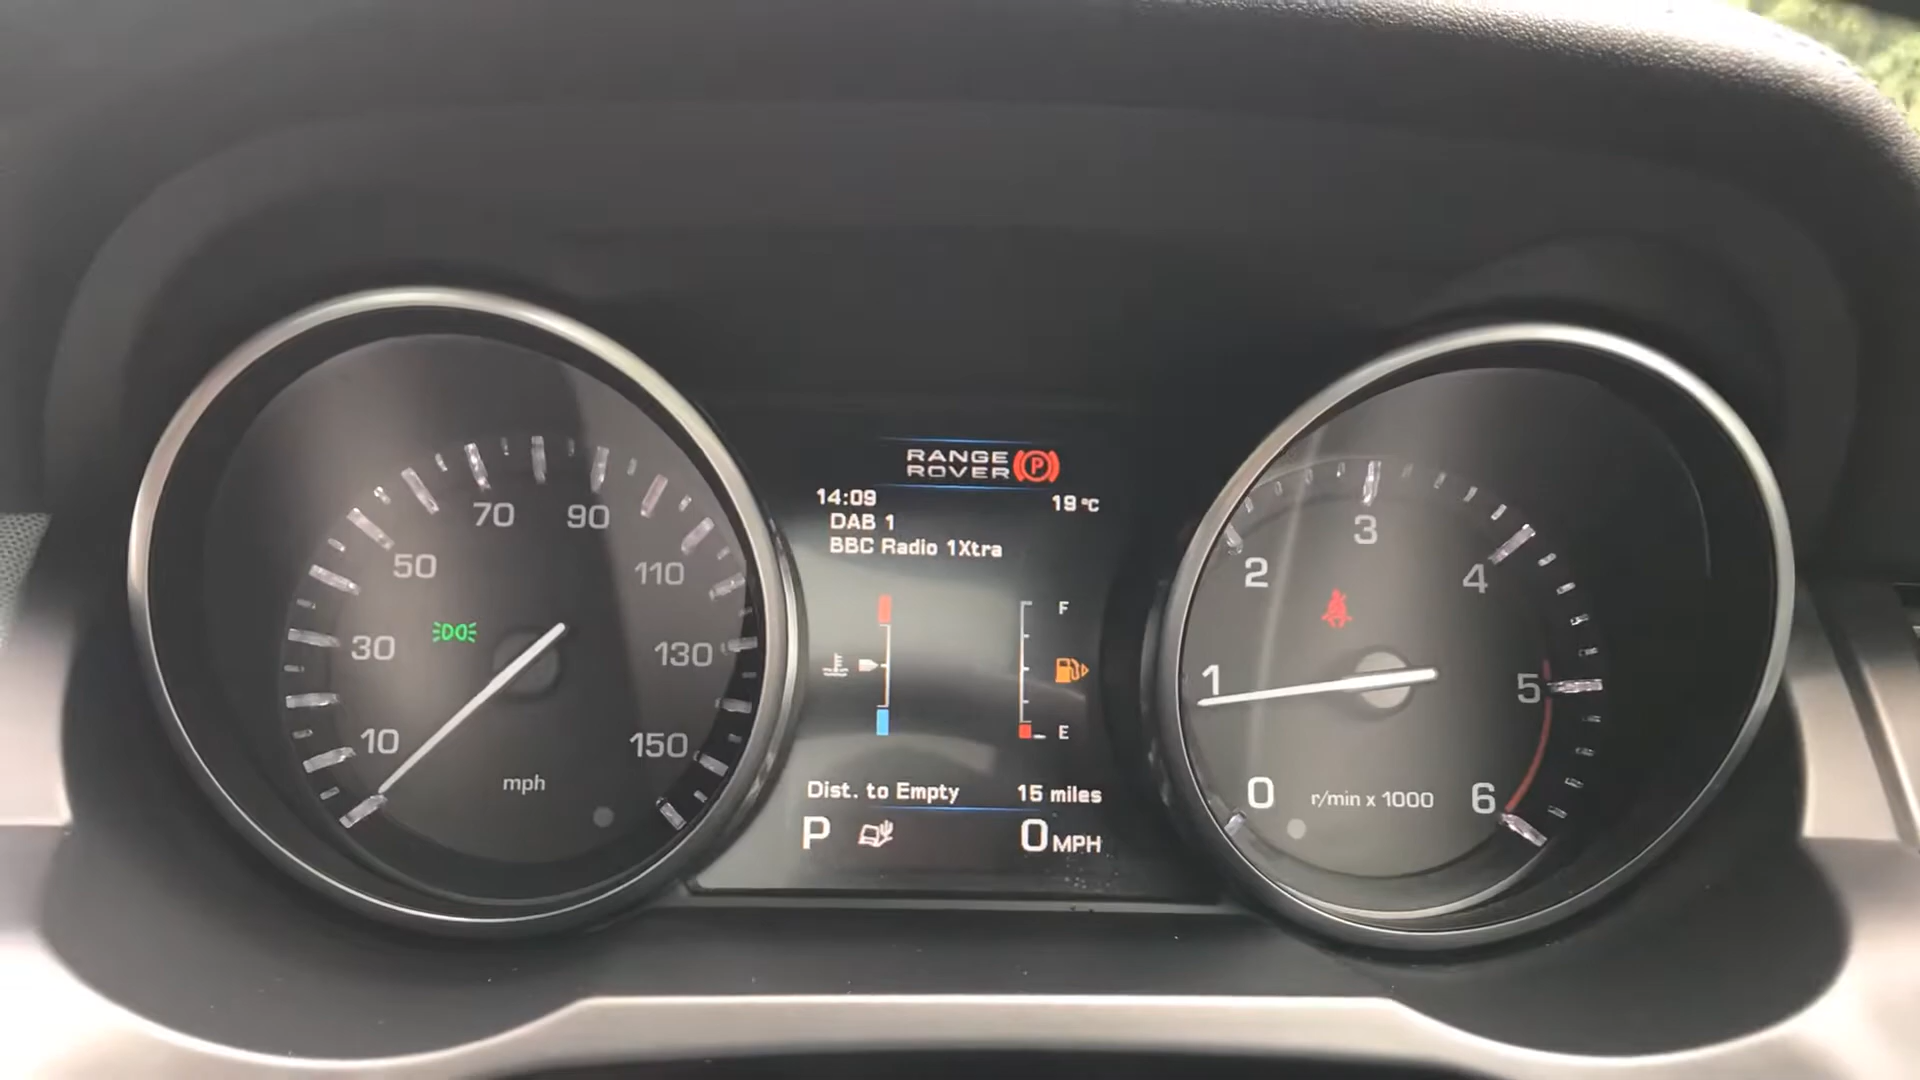 RANGE
ROVER P
14:09 19 °C
DAB 1
BBC Radio 1Xtra
F
E
Dist. to Empty 15 miles
P 0 MPH
10
30
50
70
90
110
130
150
mph
0
1
2
3
4
5
6
r/min x 1000